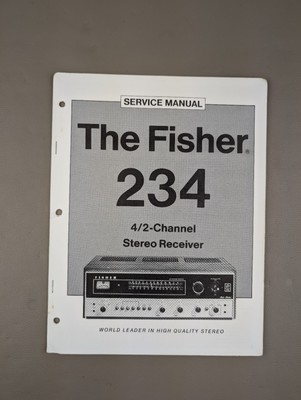 SERVICE MANUAL
The Fisher®
234
4/2-Channel
Stereo Receiver
FISHER
WORLD LEADER IN HIGH QUALITY STEREO